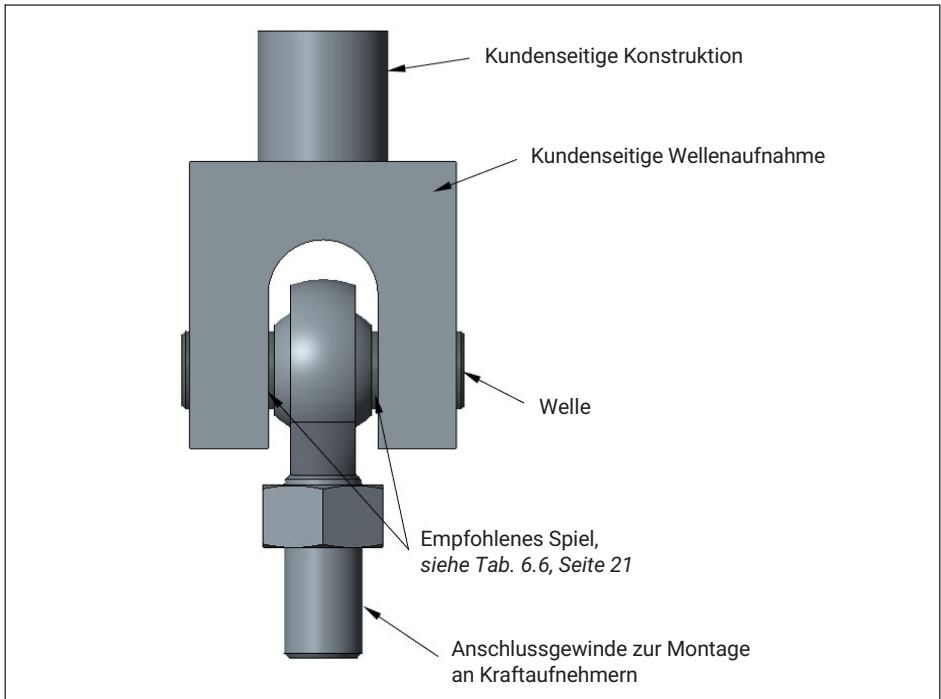 Kundenseitige Konstruktion
Kundenseitige Wellenaufnahme
Welle
Empfohlenes Spiel,
siehe Tab. 6.6, Seite 21
Anschlussgewinde zur Montage
an Kraftaufnehmern